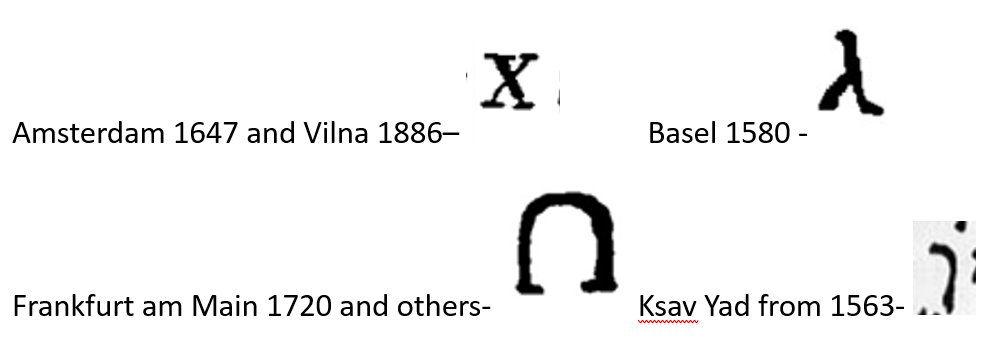 Amsterdam 1647 and Vilna 1886– X
Basel 1580 - λ
Frankfurt am Main 1720 and others- Ω
Ksav Yad from 1563-